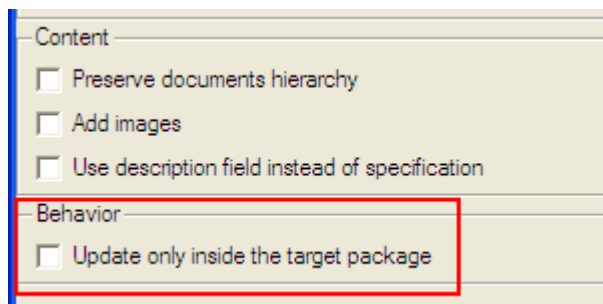 Content
Preserve documents hierarchy
Add images
Use description field instead of specification
Behavior
Update only inside the target package